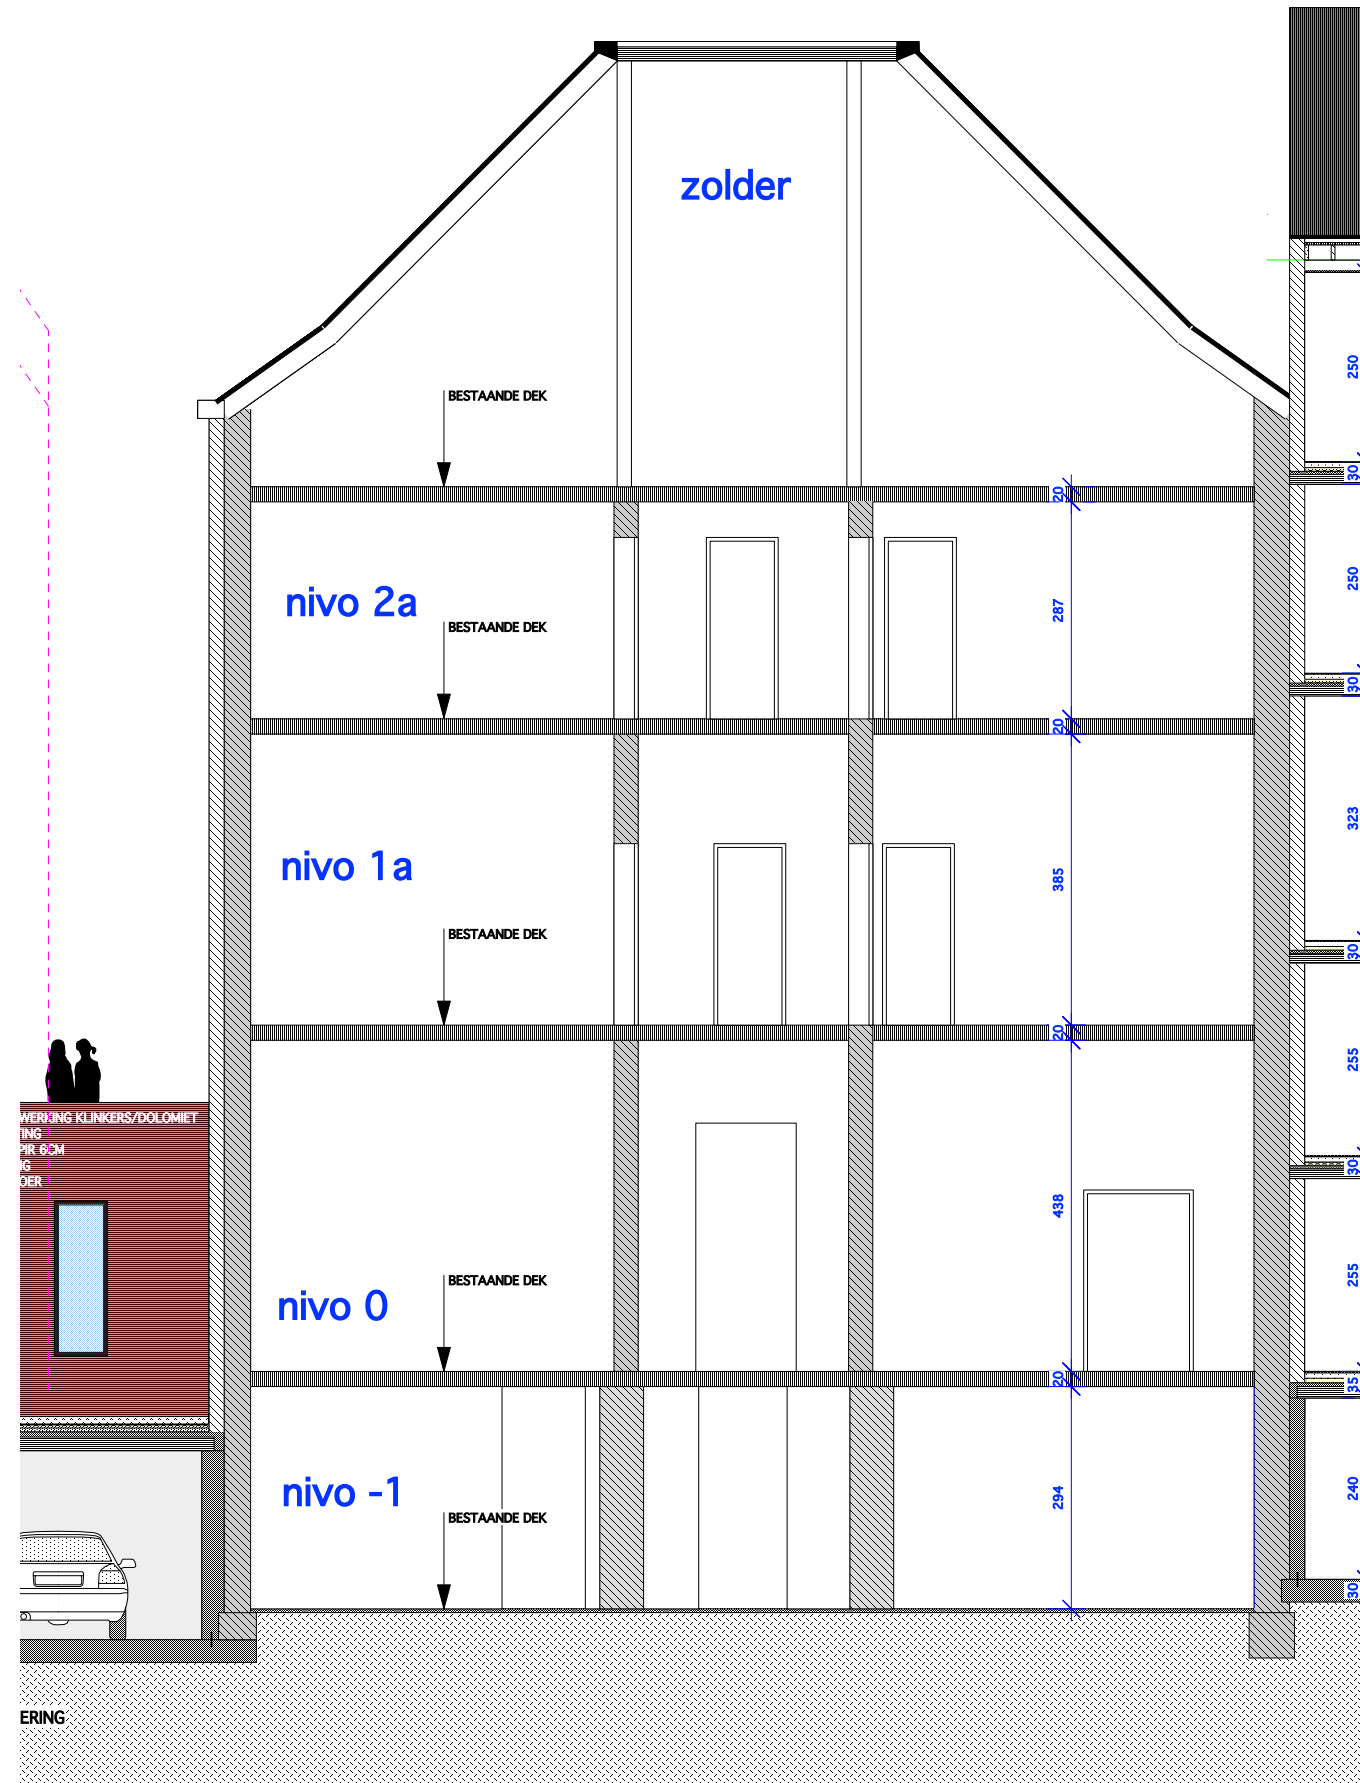 zolder
BESTAANDE DEK
20
nivo 2a
BESTAANDE DEK
287
20
nivo 1a
BESTAANDE DEK
385
20
WERKING KLINKERS/DOLOMIET
ING
PIR 6CM
IG
OER
438
nivo 0
BESTAANDE DEK
20
nivo -1
BESTAANDE DEK
294
ERING
250
30
250
30
323
30
255
30
255
35
240
30